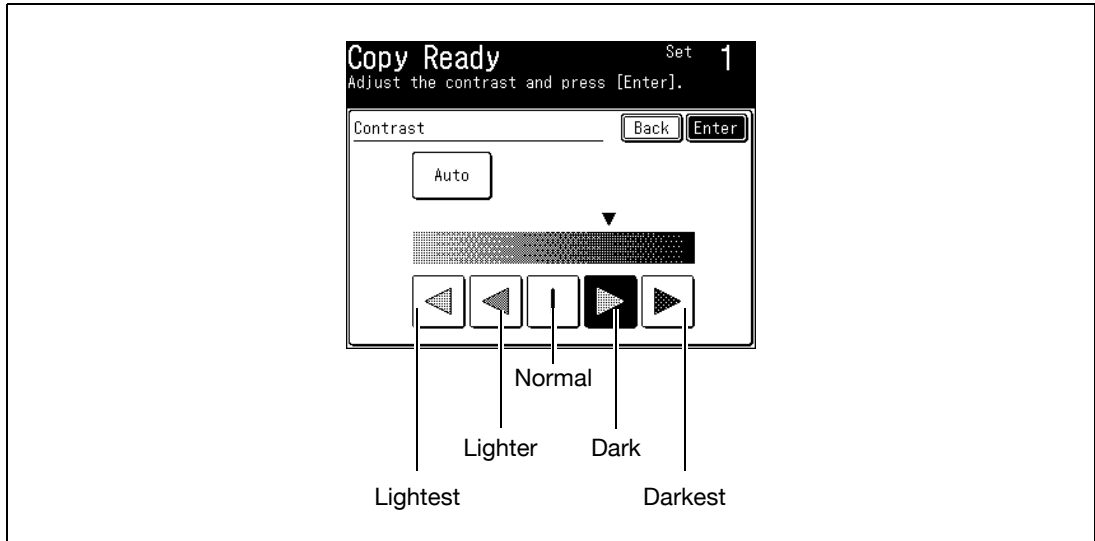 Copy Ready Set 1
Adjust the contrast and press [Enter].
Contrast Back Enter
Auto
Normal
Lighter Dark
Lightest Darkest